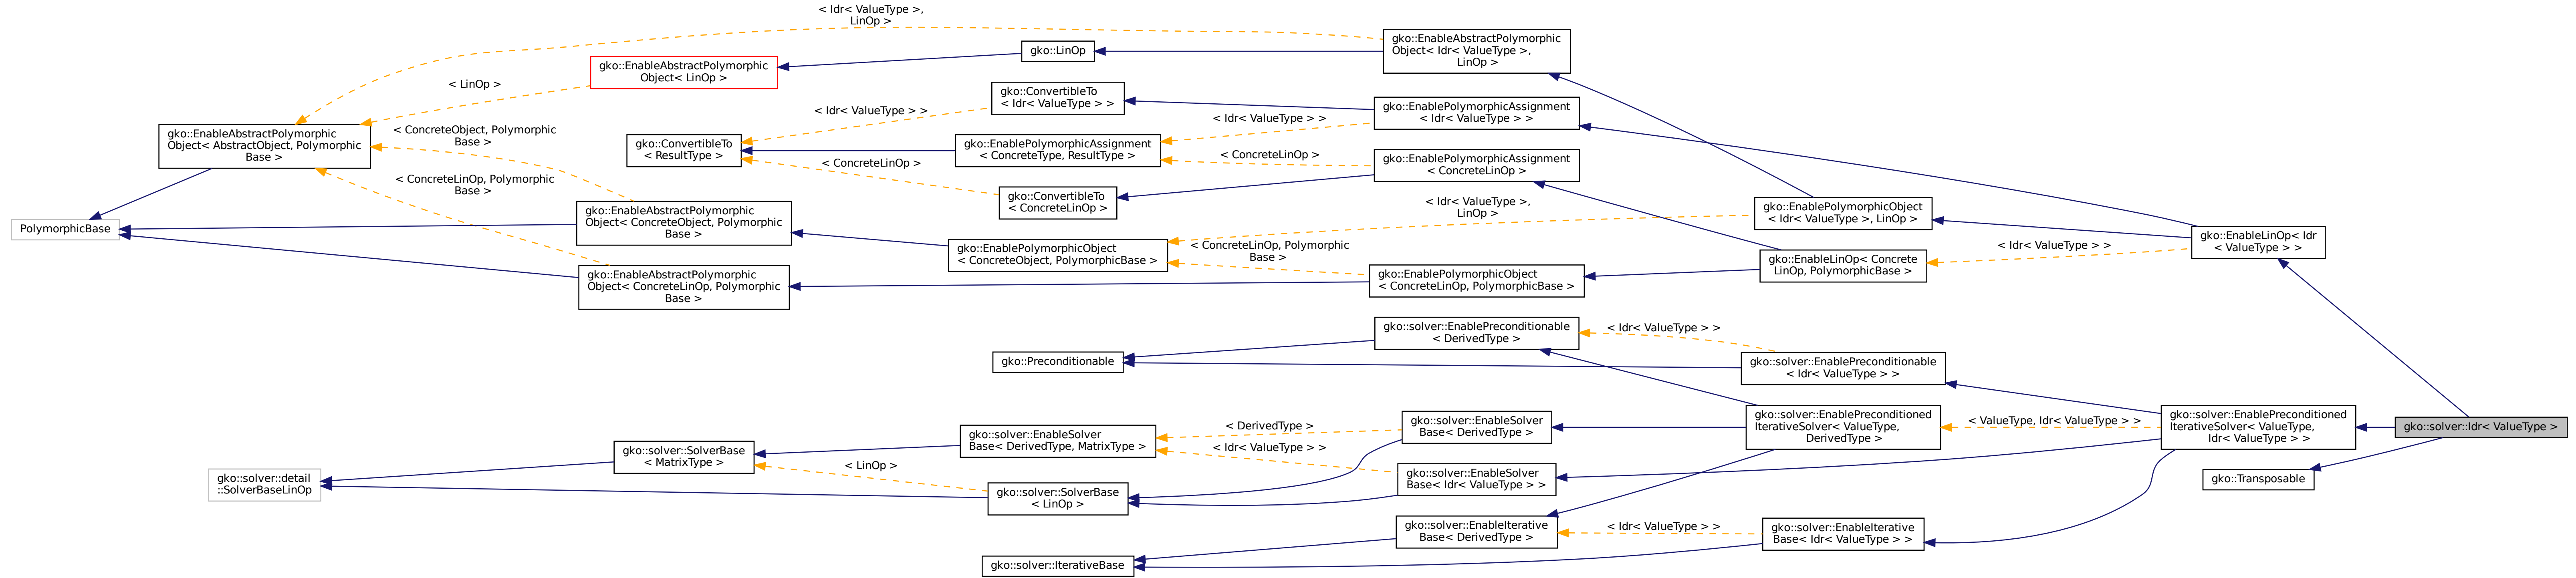 < Idr< ValueType >,
LinOp >
gko::EnableAbstractPolymorphic
Object< Idr< ValueType >,
LinOp >
gko::LinOp
gko::EnableAbstractPolymorphic
Object< LinOp >
< LinOp >
gko::ConvertibleTo
< Idr< ValueType > >
< Idr< ValueType > >
gko::EnablePolymorphicAssignment
< Idr< ValueType > >
< Idr< ValueType > >
gko::EnableAbstractPolymorphic
Object< AbstractObject, Polymorphic
Base >
< ConcreteObject, Polymorphic
Base >
gko::ConvertibleTo
< ResultType >
gko::EnablePolymorphicAssignment
< ConcreteType, ResultType >
< ConcreteLinOp >
< ConcreteLinOp >
gko::EnablePolymorphicAssignment
< ConcreteLinOp >
< ConcreteLinOp, Polymorphic
Base >
gko::ConvertibleTo
< ConcreteLinOp >
< Idr< ValueType >,
LinOp >
gko::EnablePolymorphicObject
< Idr< ValueType >, LinOp >
PolymorphicBase
gko::EnableAbstractPolymorphic
Object< ConcreteObject, Polymorphic
Base >
gko::EnablePolymorphicObject
< ConcreteObject, PolymorphicBase >
< ConcreteLinOp, Polymorphic
Base >
gko::EnableLinOp< Concrete
LinOp, PolymorphicBase >
< Idr< ValueType > >
gko::EnableLinOp< Idr
< ValueType > >
gko::EnableAbstractPolymorphic
Object< ConcreteLinOp, Polymorphic
Base >
gko::EnablePolymorphicObject
< ConcreteLinOp, PolymorphicBase >
gko::solver::EnablePreconditionable
< DerivedType >
< Idr< ValueType > >
gko::Preconditionable
gko::solver::EnablePreconditionable
< Idr< ValueType > >
gko::solver::EnableSolver
Base< DerivedType, MatrixType >
< DerivedType >
< Idr< ValueType > >
gko::solver::EnableSolver
Base< DerivedType >
gko::solver::EnablePreconditioned
IterativeSolver< ValueType,
DerivedType >
< ValueType, Idr< ValueType > >
gko::solver::EnablePreconditioned
IterativeSolver< ValueType,
Idr< ValueType > >
gko::solver::Idr< ValueType >
gko::solver::SolverBase
< MatrixType >
< LinOp >
gko::solver::detail
::SolverBaseLinOp
gko::solver::SolverBase
< LinOp >
gko::solver::EnableSolver
Base< Idr< ValueType > >
gko::Transposable
gko::solver::EnableIterative
Base< DerivedType >
< Idr< ValueType > >
gko::solver::EnableIterative
Base< Idr< ValueType > >
gko::solver::IterativeBase